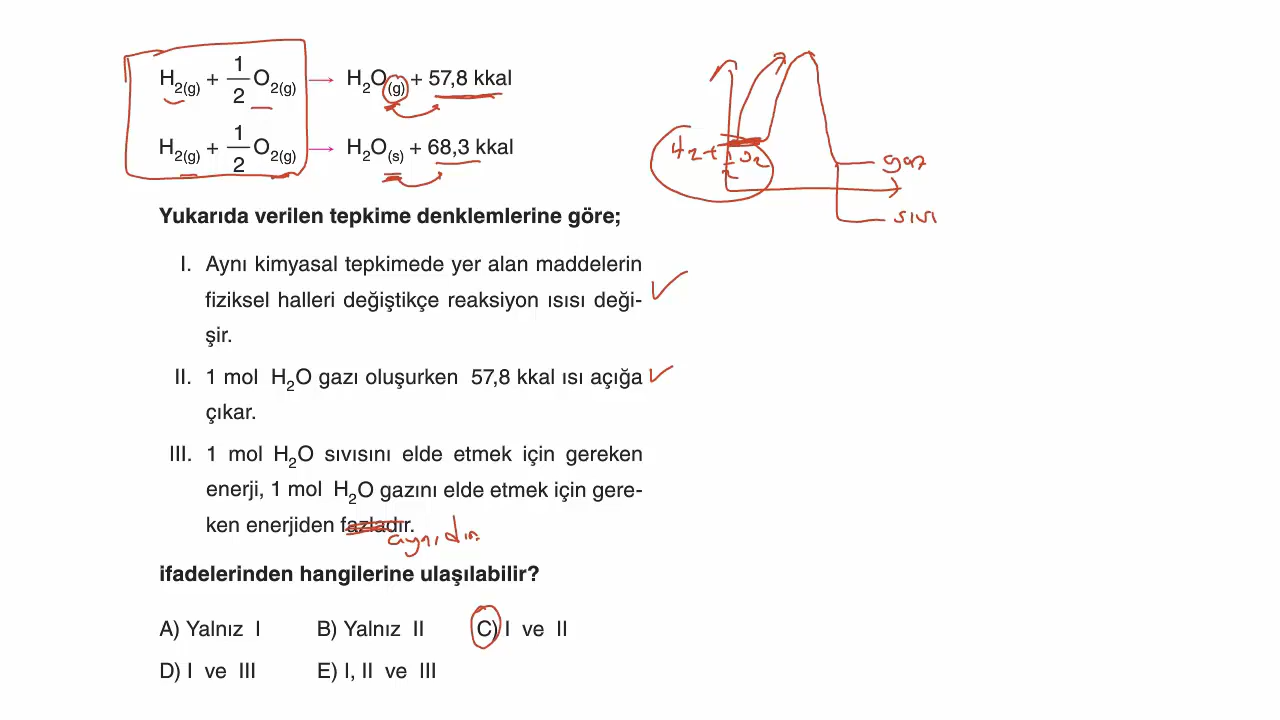 H2(g) + 1/2 O2(g) → H2O(g) + 57,8 kkal
H2(g) + 1/2 O2(g) → H2O(s) + 68,3 kkal
Yukarıda verilen tepkime denklemlerine göre;
I. Aynı kimyasal tepkimede yer alan maddelerin
fiziksel halleri değiştikçe reaksiyon ısısı deği-
şir.
II. 1 mol H2O gazı oluşurken 57,8 kkal ısı açığa
çıkar.
III. 1 mol H2O sıvısını elde etmek için gereken
enerji, 1 mol H2O gazını elde etmek için gere-
ken enerjiden fazladır.
aynıdır
ifadelerinden hangilerine ulaşılabilir?
A) Yalnız I B) Yalnız II C) I ve II
D) I ve III E) I, II ve III
H2 + 1/2 O2
gaz
sıvı